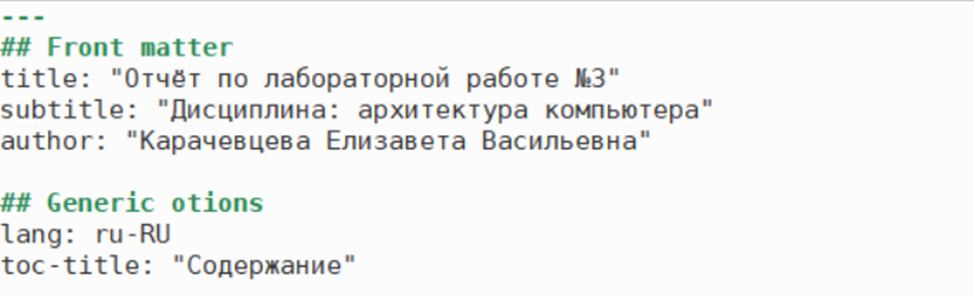 ---
## Front matter
title: "Отчёт по лабораторной работе №3"
subtitle: "Дисциплина: архитектура компьютера"
author: "Карачевцева Елизавета Васильевна"
## Generic otions
lang: ru-RU
toc-title: "Содержание"